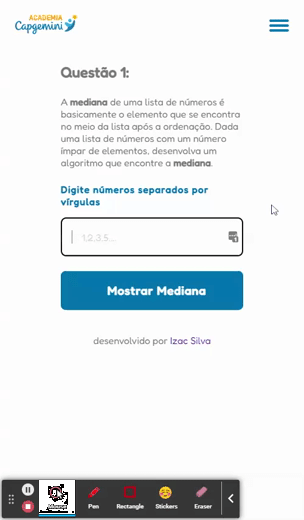 ACADEMIA
Capgemini
Questão 1:
A mediana de uma lista de números é
basicamente o elemento que se encontra
no meio da lista após a ordenação. Dada
uma lista de números com um número
ímpar de elementos, desenvolva um
algoritmo que encontre a mediana.
Digite números separados por
vírgulas
1,2,3,5...
Mostrar Mediana
desenvolvido por Izac Silva
Pen
Rectangle
Stickers
Eraser